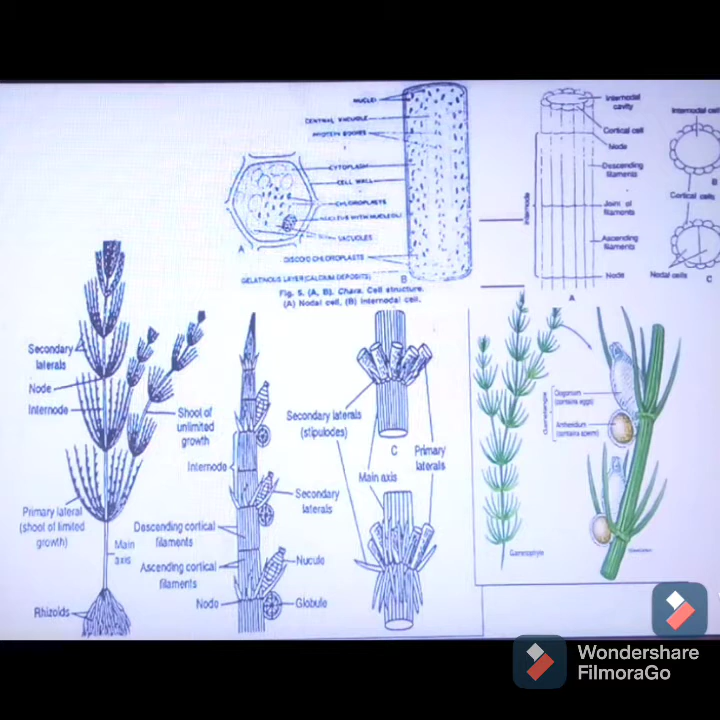 NUCLEI
CENTRAL VACUOLE
PROTEIN BODIES
CYTOPLASM
CELL WALL
CHLOROPLASTS
NUCLEUS WITH NUCLEOLI
VACUOLES
DISCOID CHLOROPLASTS
GELATINOUS LAYER (CALCIUM DEPOSITS)
A
B
Fig. 5. (A, B). Chara. Cell structure.
(A) Nodal cell, (B) Internodal cell.
Internodal
cavity
Cortical cell
Node
Descending
filaments
Joint of
filaments
Ascending
filaments
Node
Internode
A
Internodal cell
B
Cortical cells
Nodal cells
C
Secondary
laterals
Node
Internode
Shoot of
unlimited
growth
Primary lateral
(shoot of limited
growth)
Main
axis
Rhizoids
Internode
Secondary
laterals
Descending cortical
filaments
Ascending cortical
filaments
Nucule
Node
Globule
Secondary laterals
(stipulodes)
C
Primary
laterals
Main axis
Oogonium
(contains eggs)
Antheridium
(contains sperm)
Wondershare
FilmoraGo